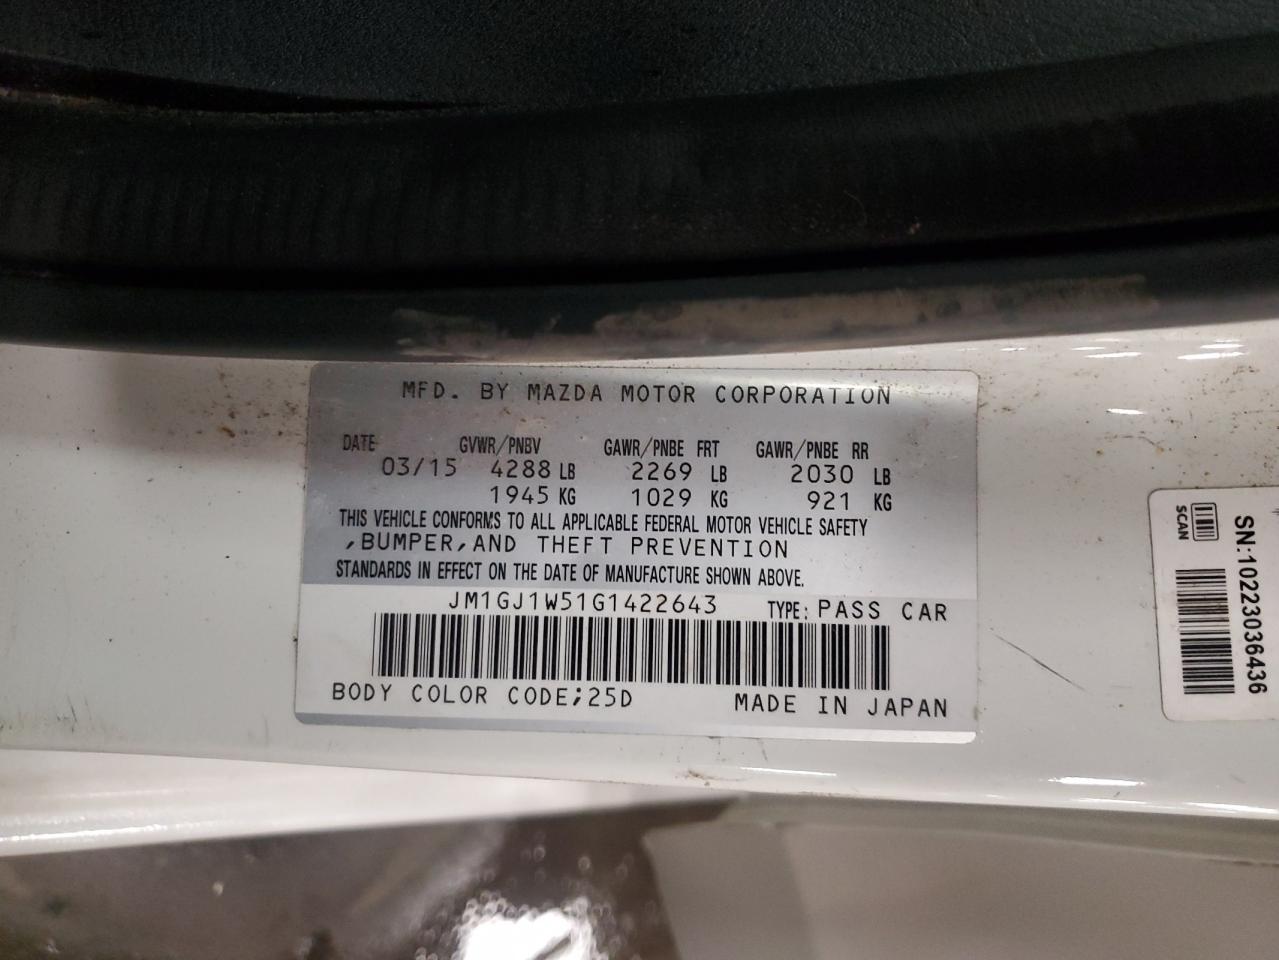 MFD. BY MAZDA MOTOR CORPORATION
DATE GVWR/PNBV GAWR/PNBE FRT GAWR/PNBE RR
03/15 4288 LB 2269 LB 2030 LB
1945 KG 1029 KG 921 KG
THIS VEHICLE CONFORMS TO ALL APPLICABLE FEDERAL MOTOR VEHICLE SAFETY
,BUMPER,AND THEFT PREVENTION
STANDARDS IN EFFECT ON THE DATE OF MANUFACTURE SHOWN ABOVE.
JM1GJ1W51G1422643 TYPE: PASS CAR
BODY COLOR CODE;25D MADE IN JAPAN
SCAN
SN:10223036436